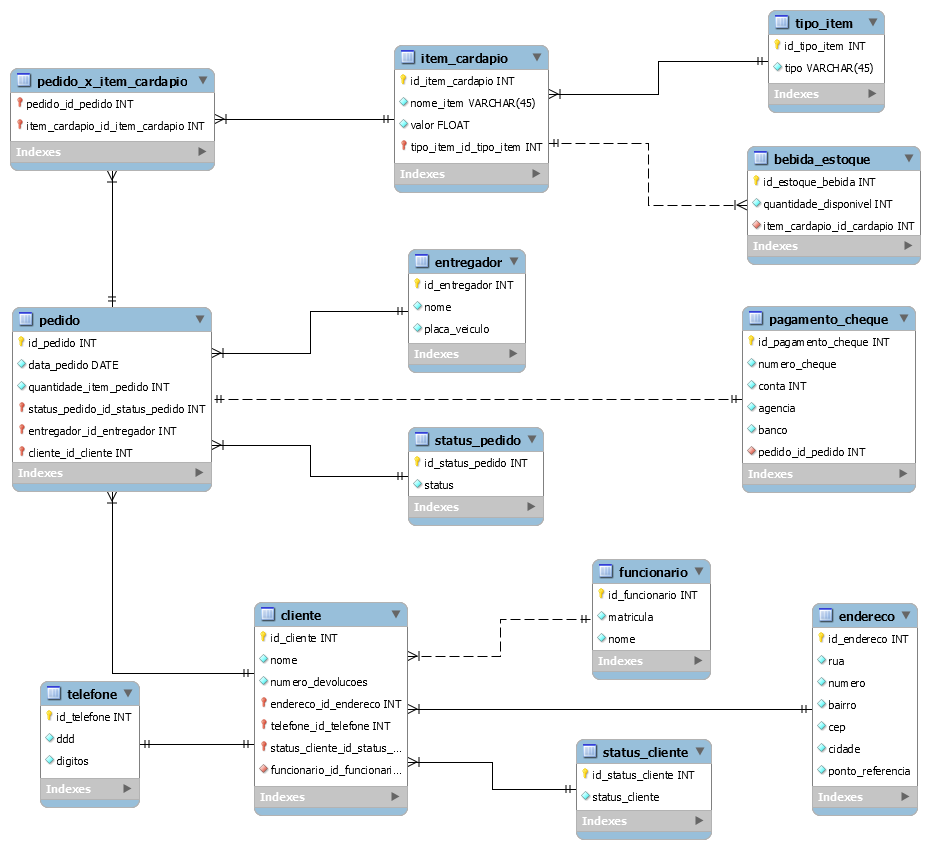 tipo_item
id_tipo_item INT
tipo VARCHAR(45)
Indexes
item_cardapio
id_item_cardapio INT
nome_item VARCHAR(45)
valor FLOAT
tipo_item_id_tipo_item INT
Indexes
pedido_x_item_cardapio
pedido_id_pedido INT
item_cardapio_id_item_cardapio INT
Indexes
bebida_estoque
id_estoque_bebida INT
quantidade_disponivel INT
item_cardapio_id_cardapio INT
Indexes
entregador
id_entregador INT
nome
placa_veiculo
Indexes
pedido
id_pedido INT
data_pedido DATE
quantidade_item_pedido INT
status_pedido_id_status_pedido INT
entregador_id_entregador INT
cliente_id_cliente INT
Indexes
pagamento_cheque
id_pagamento_cheque INT
numero_cheque
conta INT
agencia
banco
pedido_id_pedido INT
Indexes
status_pedido
id_status_pedido INT
status
Indexes
funcionario
id_funcionario INT
matricula
nome
Indexes
cliente
id_cliente INT
nome
numero_devolucoes
endereco_id_endereco INT
telefone_id_telefone INT
status_cliente_id_status_...
funcionario_id_funcionari...
Indexes
endereco
id_endereco INT
rua
numero
bairro
cep
cidade
ponto_referencia
Indexes
telefone
id_telefone INT
ddd
digitos
Indexes
status_cliente
id_status_cliente INT
status_cliente
Indexes